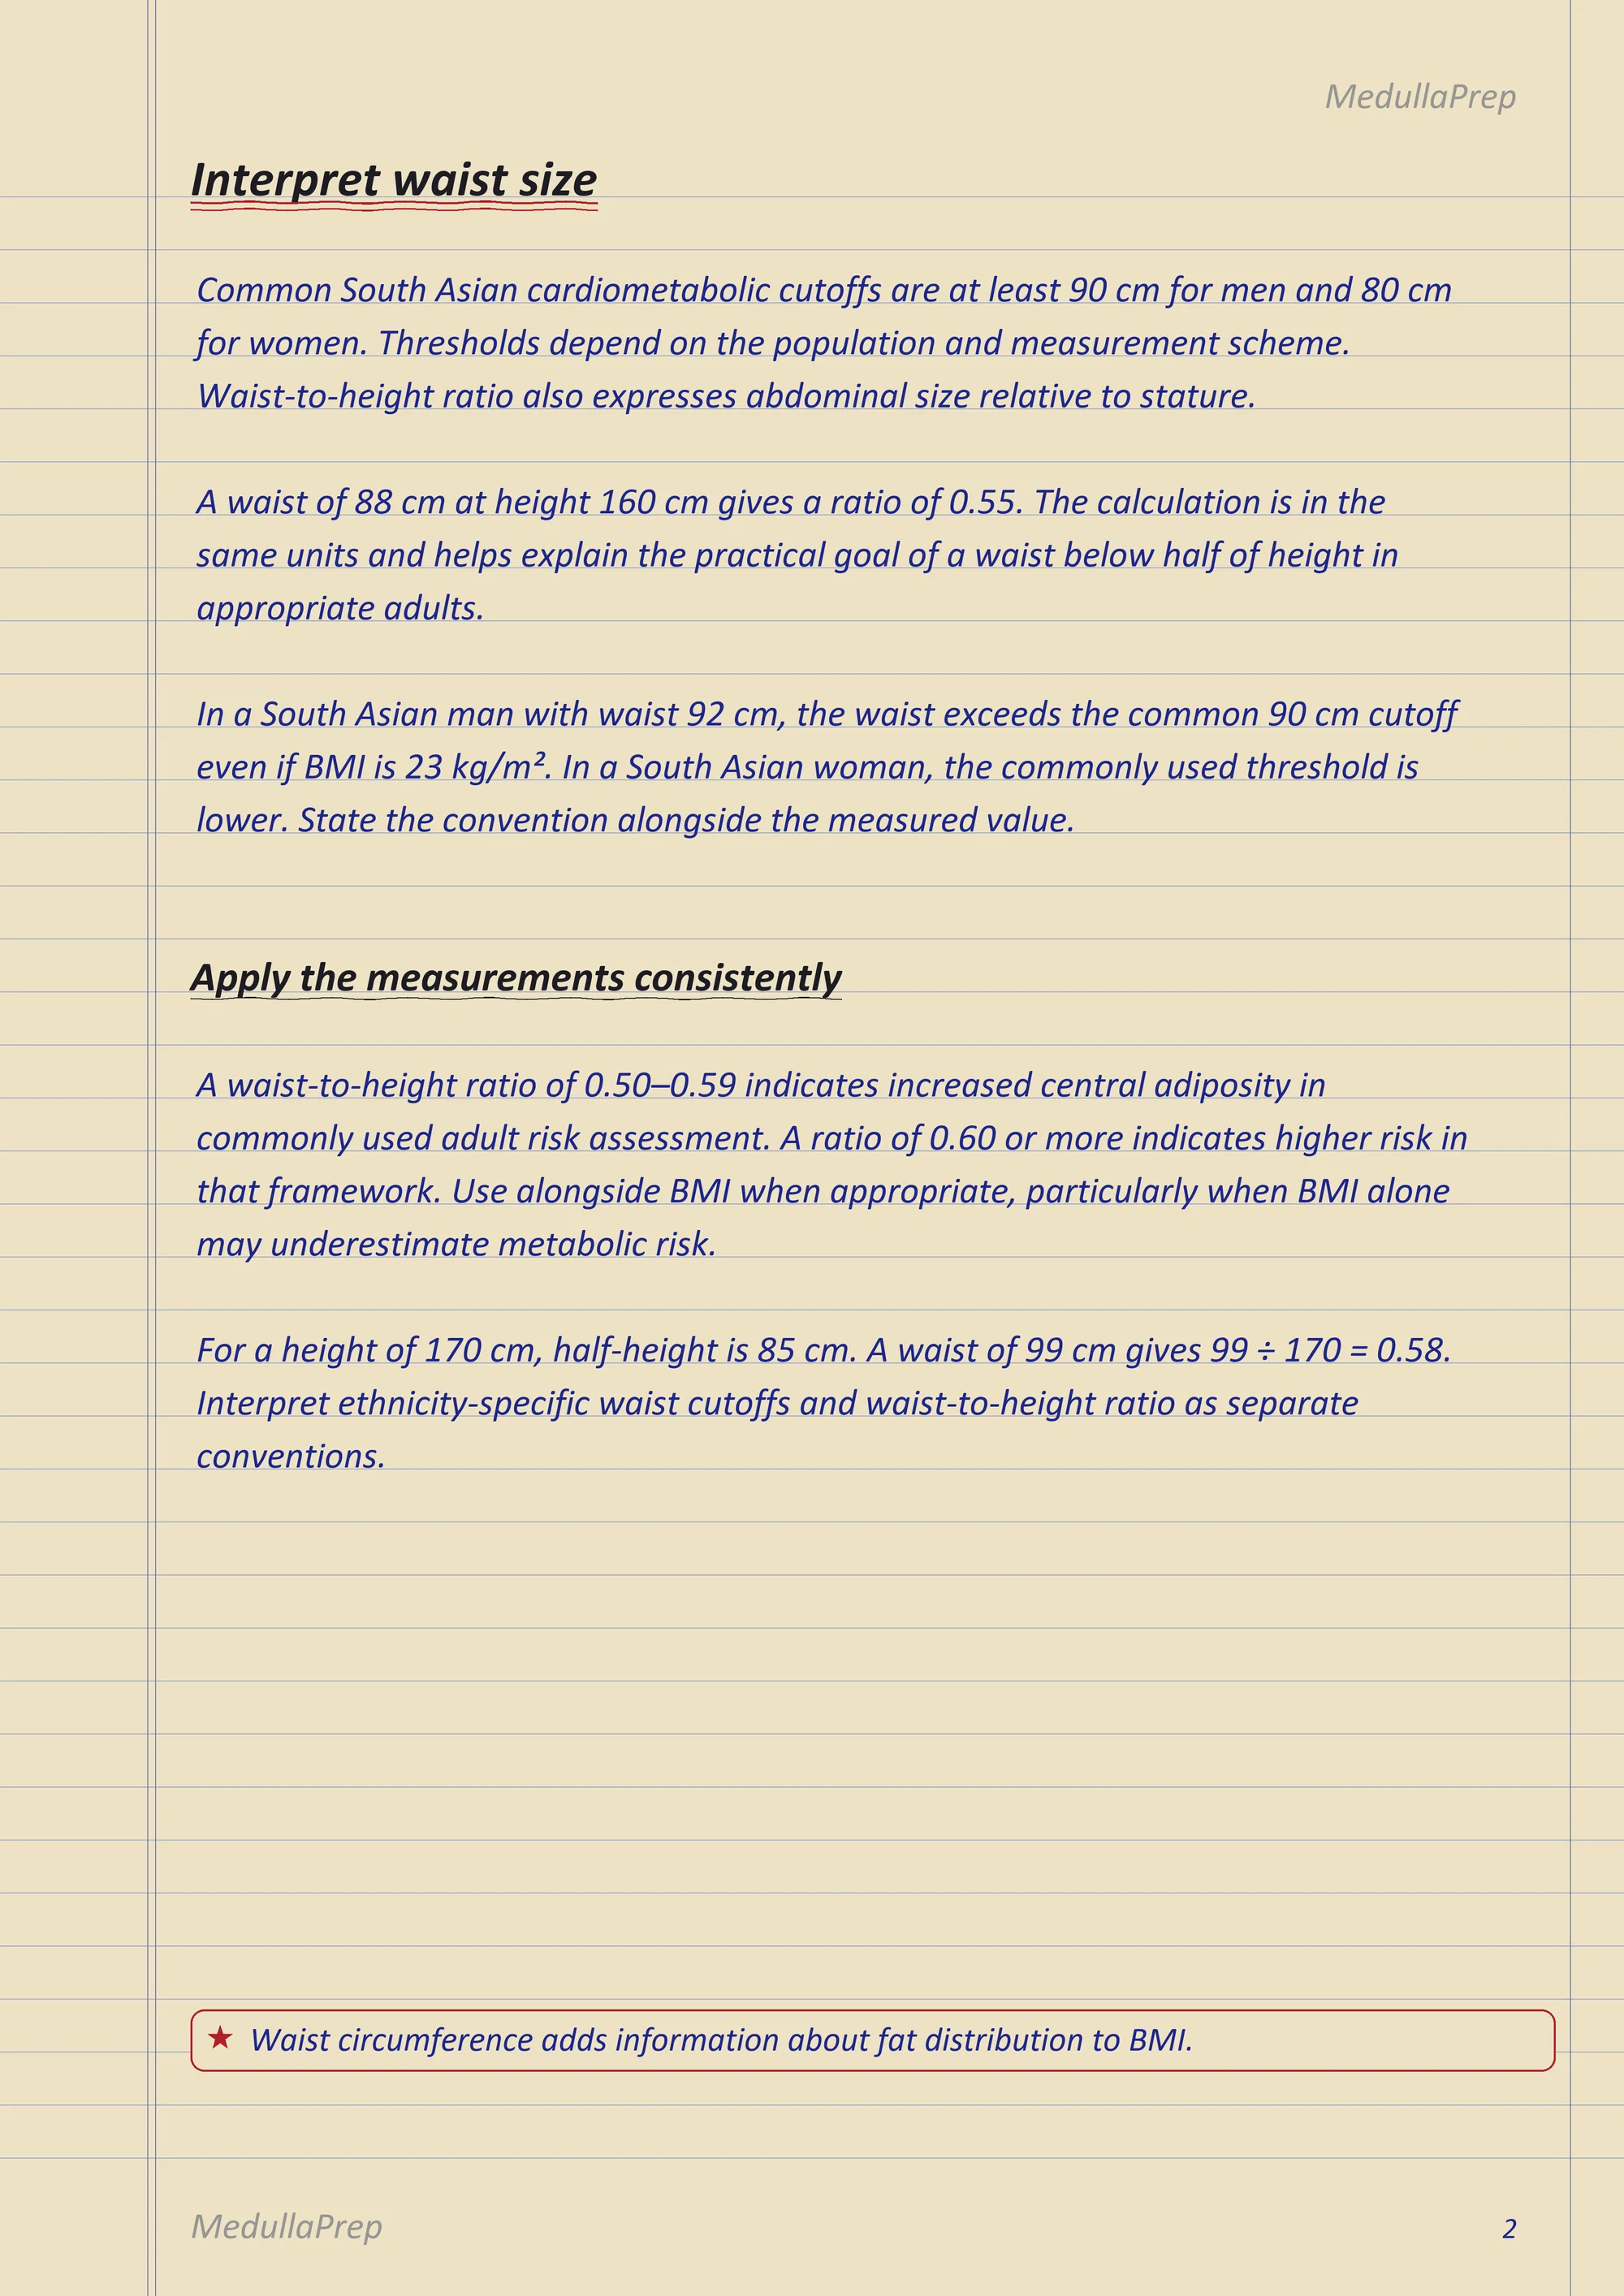 MedullaPrep
Interpret waist size
Common South Asian cardiometabolic cutoffs are at least 90 cm for men and 80 cm
for women. Thresholds depend on the population and measurement scheme.
Waist-to-height ratio also expresses abdominal size relative to stature.
A waist of 88 cm at height 160 cm gives a ratio of 0.55. The calculation is in the
same units and helps explain the practical goal of a waist below half of height in
appropriate adults.
In a South Asian man with waist 92 cm, the waist exceeds the common 90 cm cutoff
even if BMI is 23 kg/m². In a South Asian woman, the commonly used threshold is
lower. State the convention alongside the measured value.
Apply the measurements consistently
A waist-to-height ratio of 0.50–0.59 indicates increased central adiposity in
commonly used adult risk assessment. A ratio of 0.60 or more indicates higher risk in
that framework. Use alongside BMI when appropriate, particularly when BMI alone
may underestimate metabolic risk.
For a height of 170 cm, half-height is 85 cm. A waist of 99 cm gives 99 ÷ 170 = 0.58.
Interpret ethnicity-specific waist cutoffs and waist-to-height ratio as separate
conventions.
★ Waist circumference adds information about fat distribution to BMI.
MedullaPrep
2